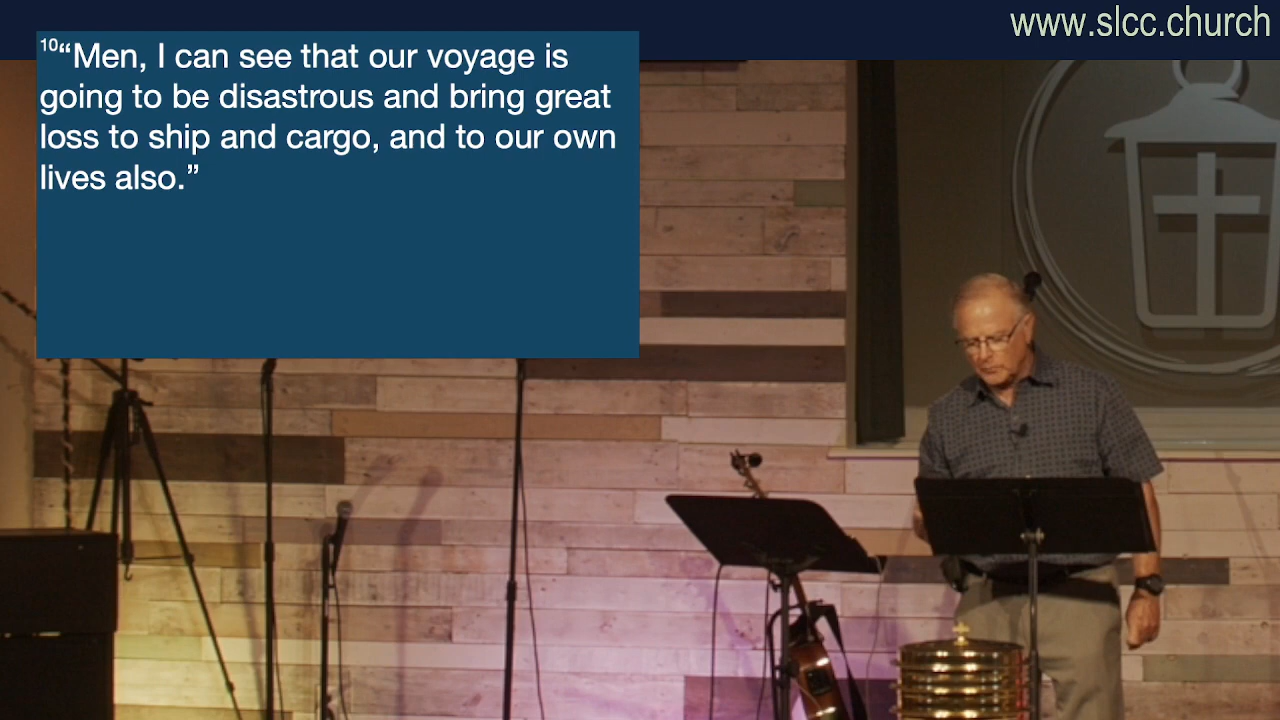 www.slcc.church
10“Men, I can see that our voyage is
going to be disastrous and bring great
loss to ship and cargo, and to our own
lives also.”